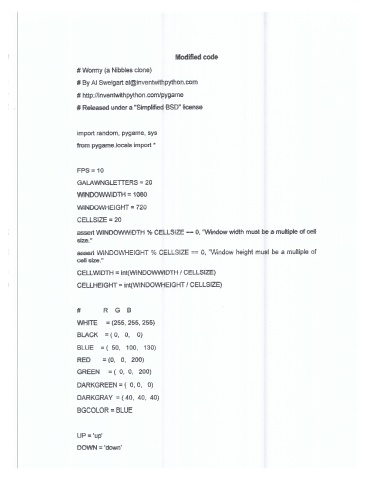 Modified code
# Wormy (a Nibbles clone)
# By Al Sweigart al@inventwithpython.com
# http://inventwithpython.com/pygame
# Released under a "Simplified BSD" license
import random, pygame, sys
from pygame.locals import *
FPS = 10
GALAWNGLETTERS = 20
WINDOWWIDTH = 1080
WINDOWHEIGHT = 720
CELLSIZE = 20
assert WINDOWWIDTH % CELLSIZE == 0, "Window width must be a multiple of cell
size."
assert WINDOWHEIGHT % CELLSIZE == 0, "Window height must be a multiple of
cell size."
CELLWIDTH = int(WINDOWWIDTH / CELLSIZE)
CELLHEIGHT = int(WINDOWHEIGHT / CELLSIZE)
# R G B
WHITE = (255, 255, 255)
BLACK = ( 0, 0, 0)
BLUE = ( 50, 100, 130)
RED = (0, 0, 200)
GREEN = ( 0, 0, 200)
DARKGREEN = ( 0, 0, 0)
DARKGRAY = ( 40, 40, 40)
BGCOLOR = BLUE
UP = 'up'
DOWN = 'down'